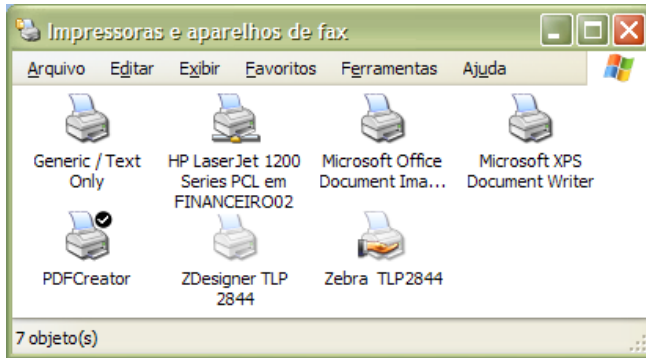 Impressoras e aparelhos de fax
Arquivo Editar Exibir Favoritos Ferramentas Ajuda
Generic / Text
Only
HP LaserJet 1200
Series PCL em
FINANCEIRO02
Microsoft Office
Document Ima...
Microsoft XPS
Document Writer
PDFCreator
ZDesigner TLP
2844
Zebra TLP2844
7 objeto(s)